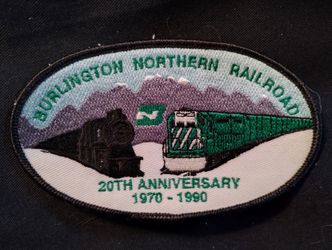 BURLINGTON NORTHERN RAILROAD
20TH ANNIVERSARY
1970 - 1990